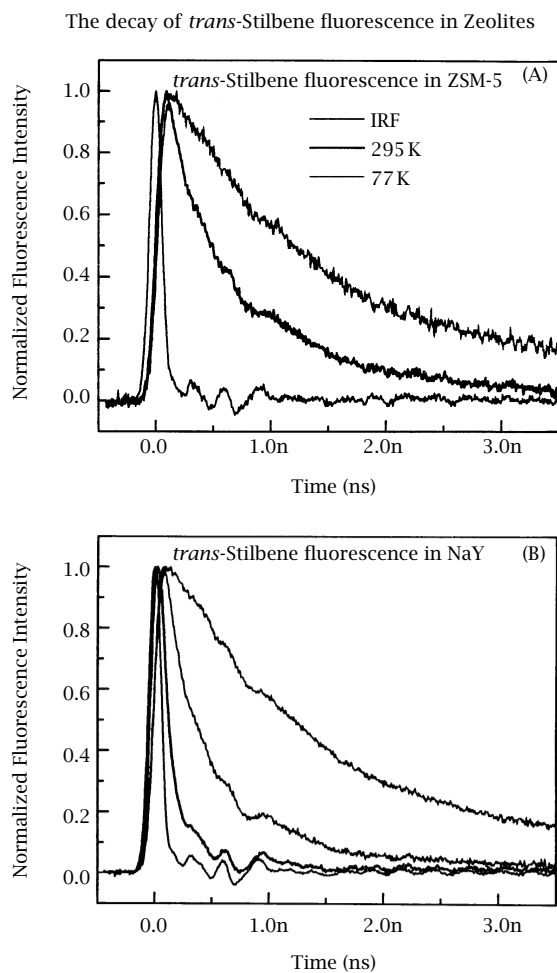 The decay of trans-Stilbene fluorescence in Zeolites
trans-Stilbene fluorescence in ZSM-5 (A)
IRF
295 K
77 K
Normalized Fluorescence Intensity
1.0
0.8
0.6
0.4
0.2
0.0
0.0 1.0n 2.0n 3.0n
Time (ns)
trans-Stilbene fluorescence in NaY (B)
Normalized Fluorescence Intensity
1.0
0.8
0.6
0.4
0.2
0.0
0.0 1.0n 2.0n 3.0n
Time (ns)